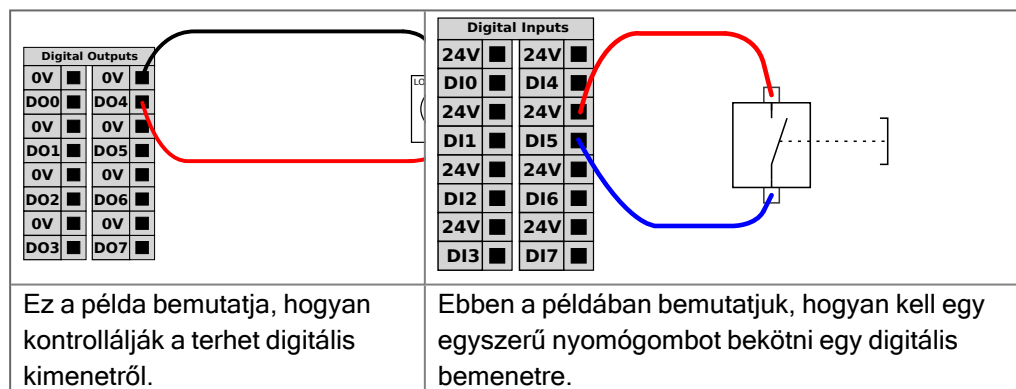 Digital Outputs
0V 0V
DO0 DO4
0V 0V
DO1 DO5
0V 0V
DO2 DO6
0V 0V
DO3 DO7
LO
Digital Inputs
24V 24V
DI0 DI4
24V 24V
DI1 DI5
24V 24V
DI2 DI6
24V 24V
DI3 DI7
Ez a példa bemutatja, hogyan
kontrollálják a terhet digitális
kimenetről.
Ebben a példában bemutatjuk, hogyan kell egy
egyszerű nyomógombot bekötni egy digitális
bemenetre.